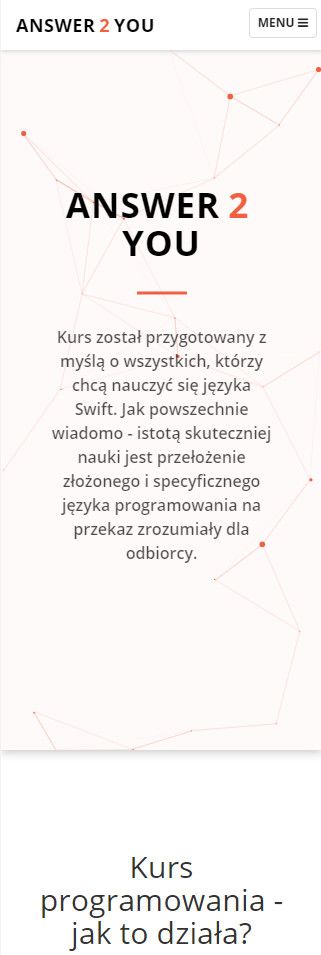 ANSWER 2 YOU
MENU
ANSWER 2
YOU
Kurs został przygotowany z
myślą o wszystkich, którzy
chcą nauczyć się języka
Swift. Jak powszechnie
wiadomo - istotą skuteczniej
nauki jest przełożenie
złożonego i specyficznego
języka programowania na
przekaz zrozumiały dla
odbiorcy.
Kurs
programowania -
jak to działa?